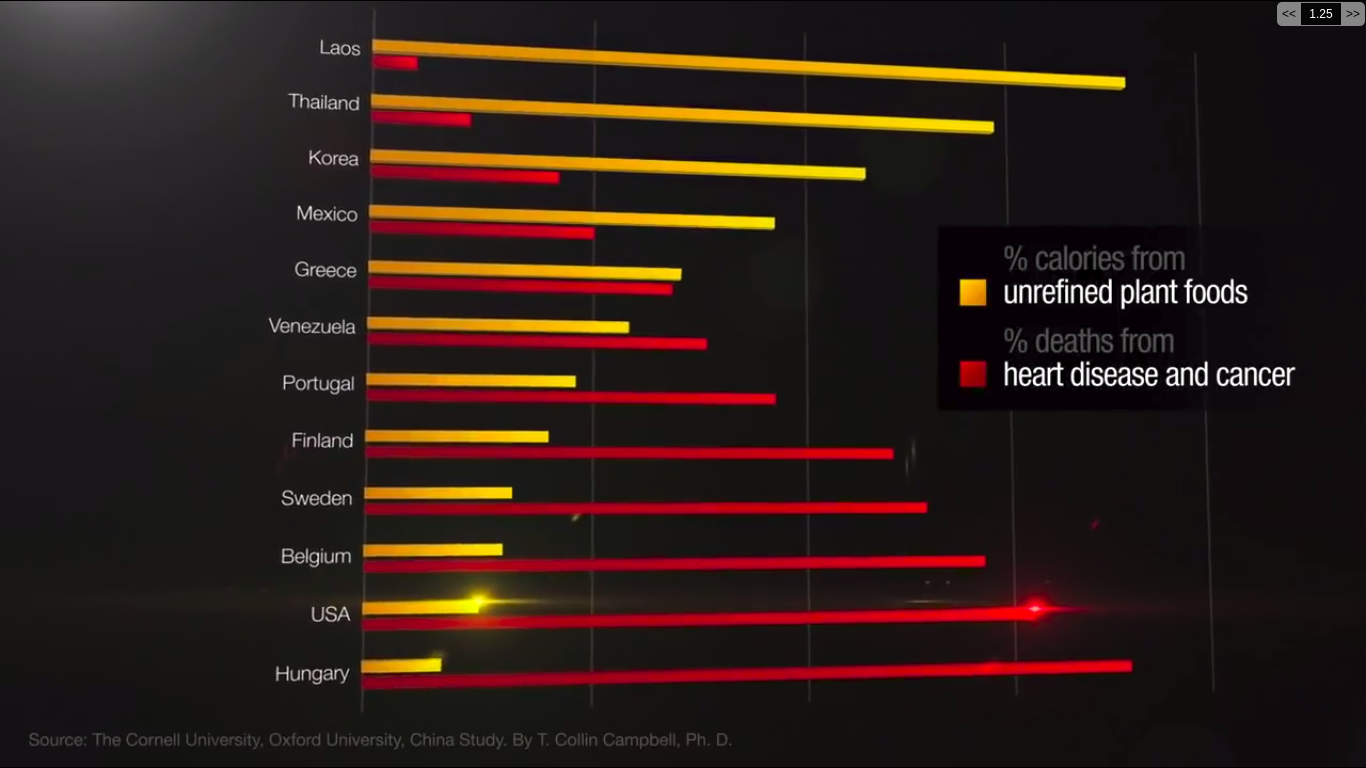 << 1.25 >>
Laos
Thailand
Korea
Mexico
Greece
Venezuela
Portugal
Finland
Sweden
Belgium
USA
Hungary
% calories from
unrefined plant foods
% deaths from
heart disease and cancer
Source: The Cornell University, Oxford University, China Study. By T. Collin Campbell, Ph. D.